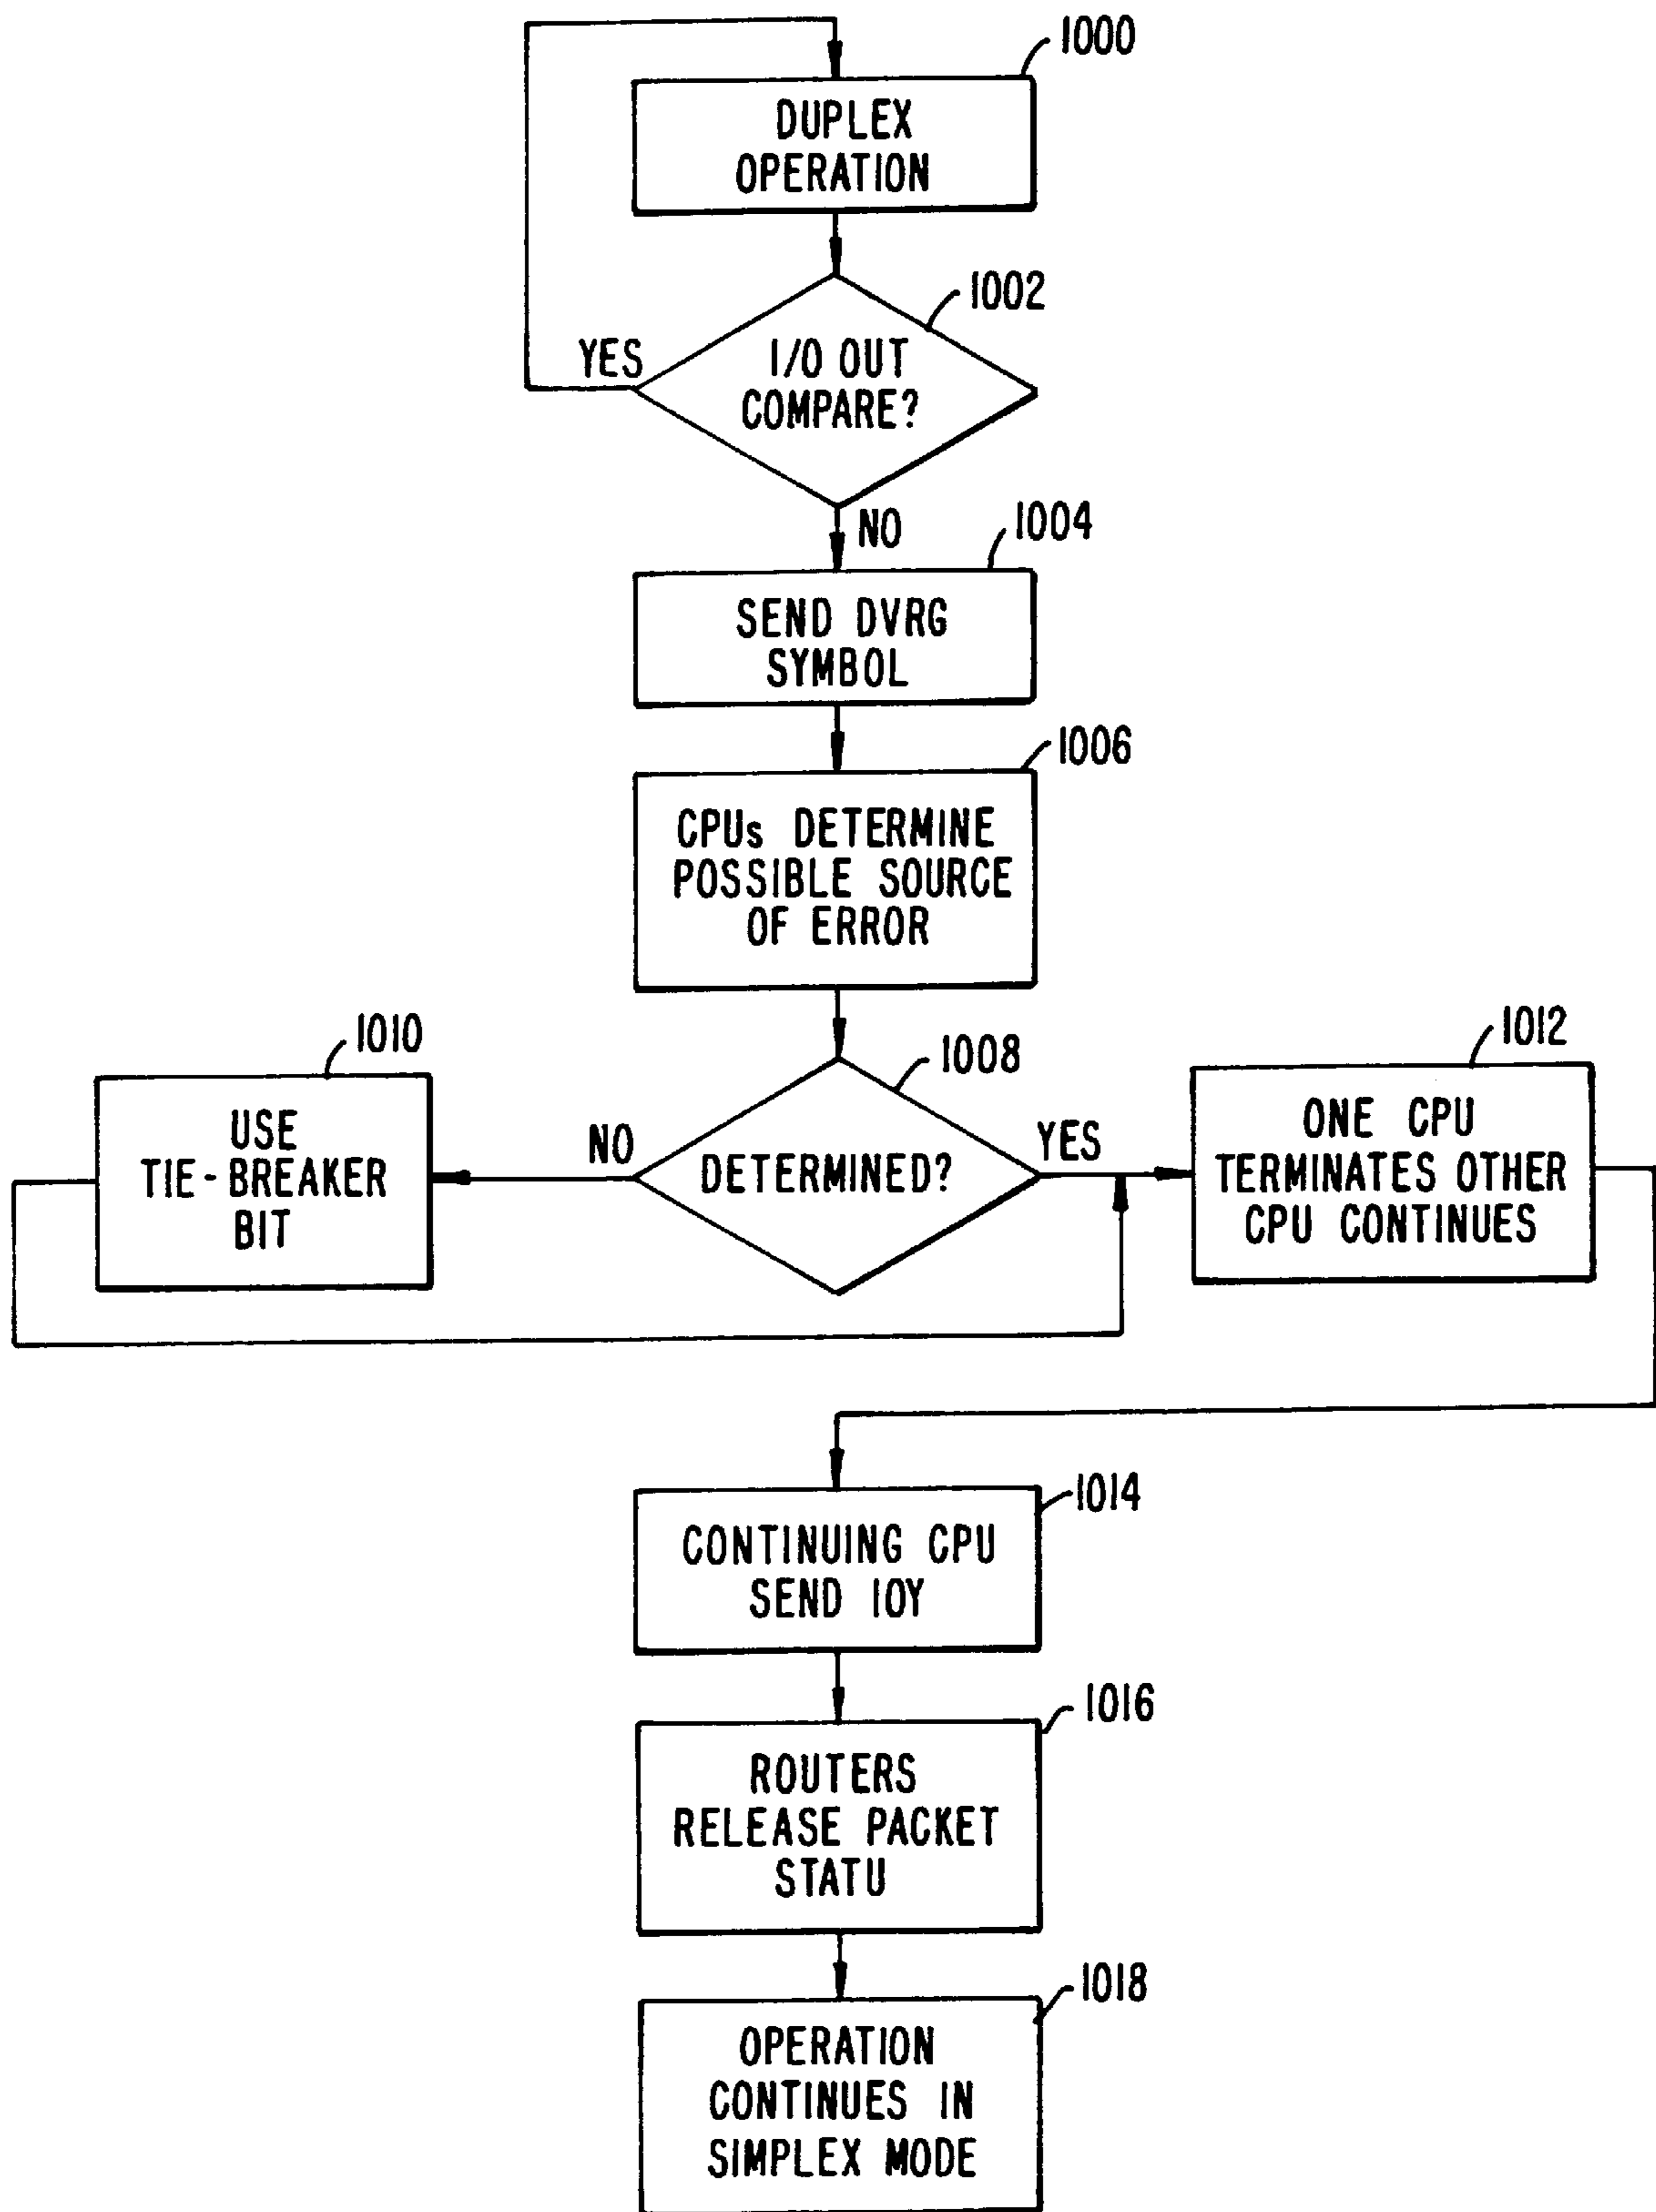 1000
DUPLEX
OPERATION
1002
YES
I/O OUT
COMPARE?
NO
1004
SEND DVRG
SYMBOL
1006
CPUs DETERMINE
POSSIBLE SOURCE
OF ERROR
1010
USE
TIE-BREAKER
BIT
1008
NO
DETERMINED?
YES
1012
ONE CPU
TERMINATES OTHER
CPU CONTINUES
1014
CONTINUING CPU
SEND IOY
1016
ROUTERS
RELEASE PACKET
STATU
1018
OPERATION
CONTINUES IN
SIMPLEX MODE